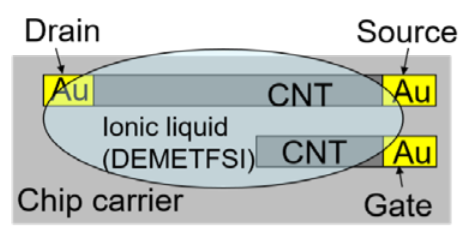 Drain
Source
Au
CNT
Au
Ionic liquid
(DEMETFSI)
CNT
Au
Chip carrier
Gate